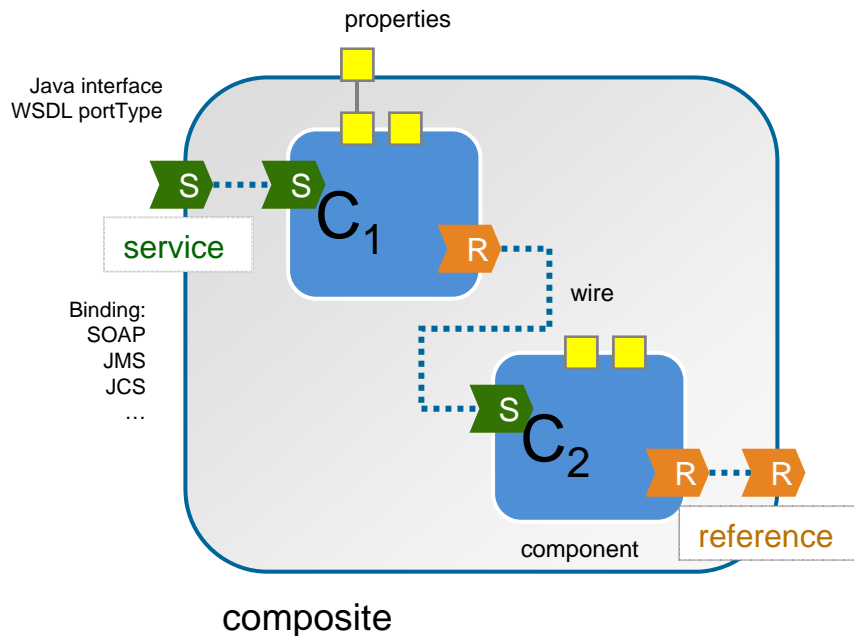 properties
Java interface
WSDL portType
S
S
C1
service
R
Binding:
SOAP
JMS
JCS
…
wire
S
C2
R
R
reference
component
composite